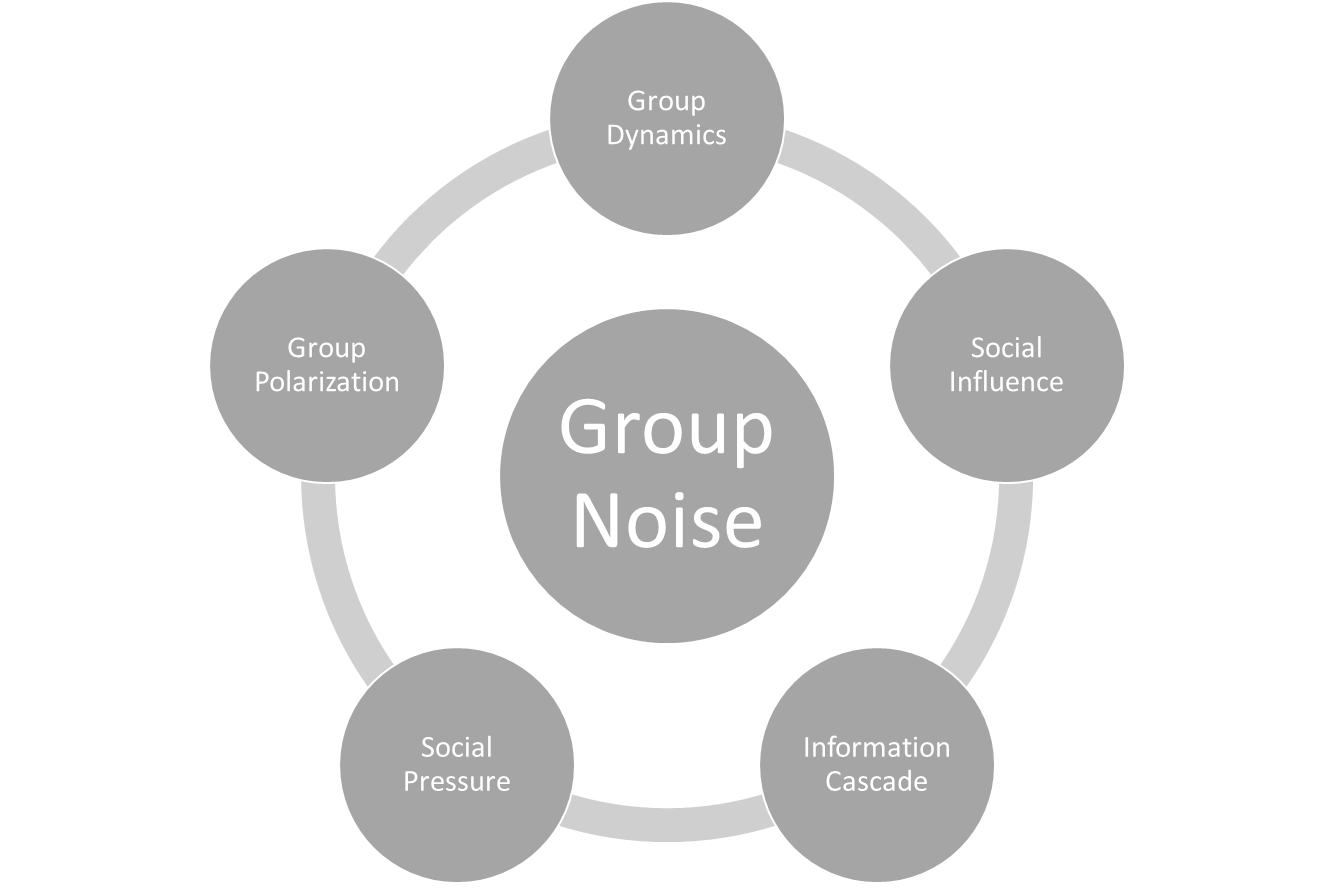 Group
Dynamics
Group
Polarization
Social
Influence
Group
Noise
Social
Pressure
Information
Cascade